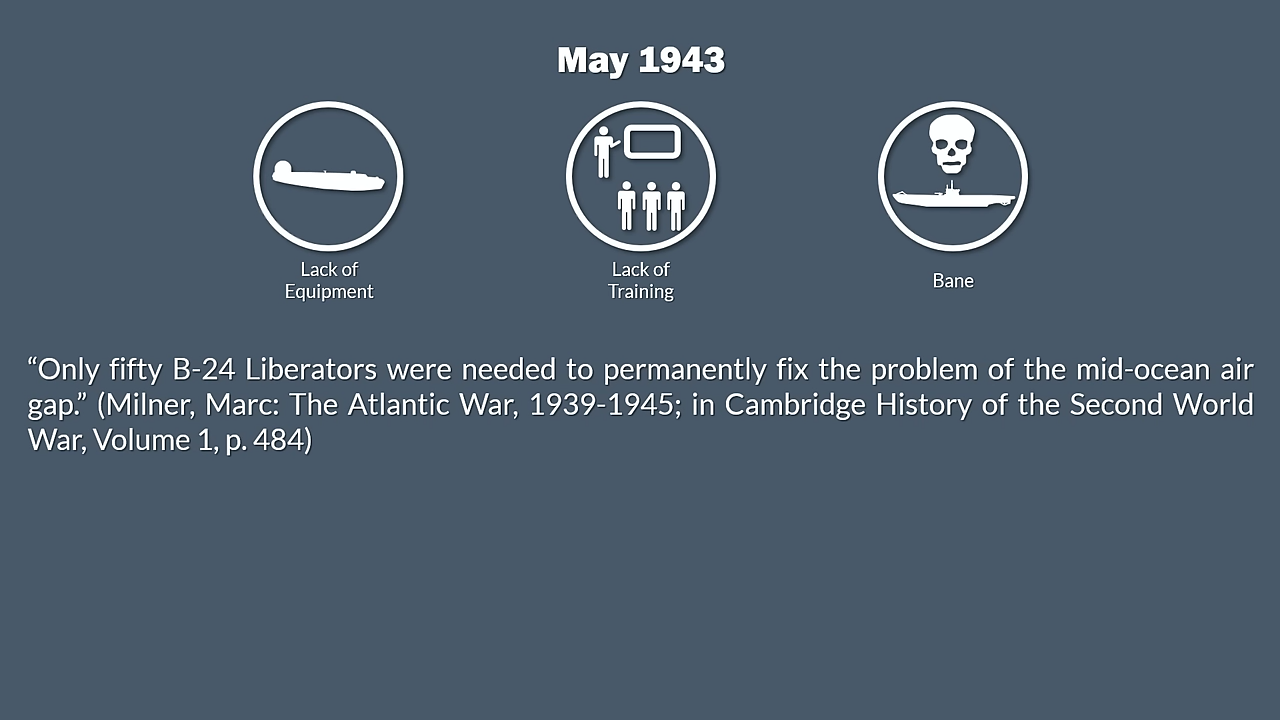 May 1943
Lack of
Equipment
Lack of
Training
Bane
“Only fifty B-24 Liberators were needed to permanently fix the problem of the mid-ocean air
gap.” (Milner, Marc: The Atlantic War, 1939-1945; in Cambridge History of the Second World
War, Volume 1, p. 484)